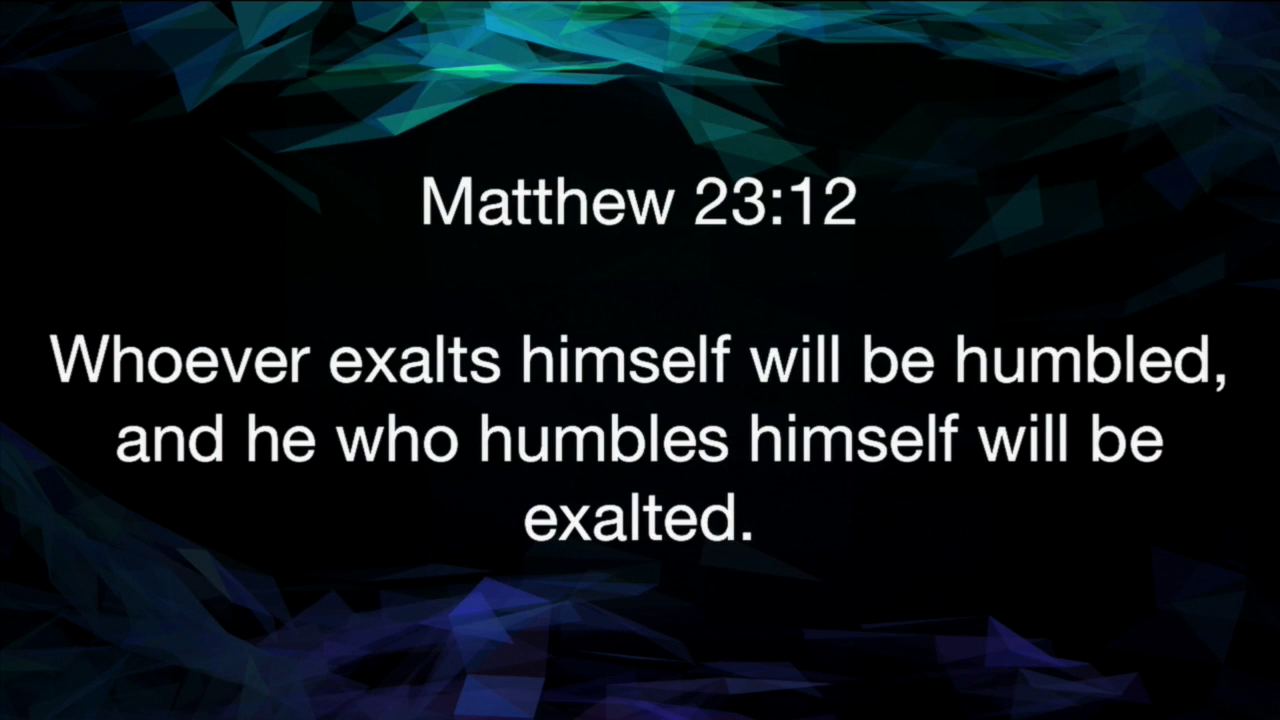 Matthew 23:12
Whoever exalts himself will be humbled,
and he who humbles himself will be
exalted.